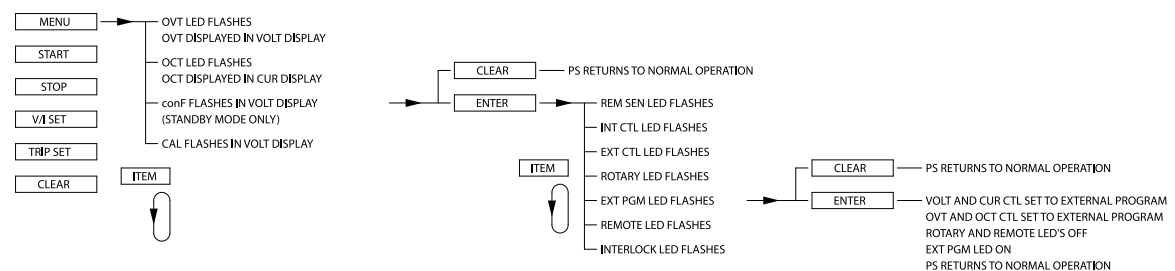 MENU
START
STOP
V/I SET
TRIP SET
CLEAR
OVT LED FLASHES
OVT DISPLAYED IN VOLT DISPLAY
OCT LED FLASHES
OCT DISPLAYED IN CUR DISPLAY
conF FLASHES IN VOLT DISPLAY
(STANDBY MODE ONLY)
CAL FLASHES IN VOLT DISPLAY
ITEM
CLEAR
PS RETURNS TO NORMAL OPERATION
ENTER
REM SEN LED FLASHES
INT CTL LED FLASHES
EXT CTL LED FLASHES
ROTARY LED FLASHES
EXT PGM LED FLASHES
REMOTE LED FLASHES
INTERLOCK LED FLASHES
ITEM
CLEAR
PS RETURNS TO NORMAL OPERATION
ENTER
VOLT AND CUR CTL SET TO EXTERNAL PROGRAM
OVT AND OCT CTL SET TO EXTERNAL PROGRAM
ROTARY AND REMOTE LED'S OFF
EXT PGM LED ON
PS RETURNS TO NORMAL OPERATION